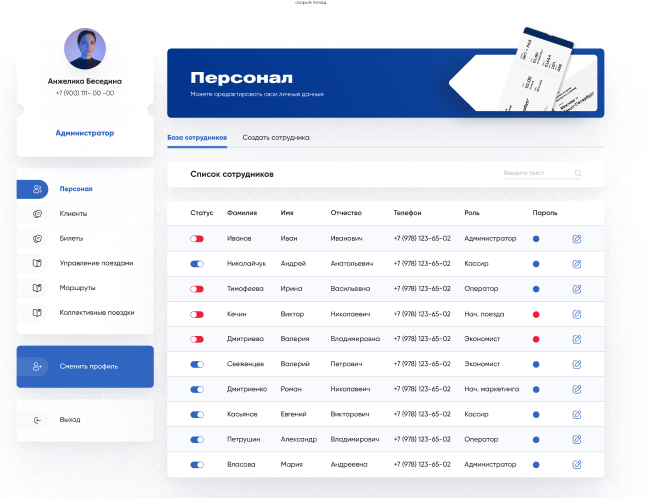 скорый поезд
Анжелика Беседина
+7 (900) 111- 00 -00
Администратор
Персонал
Клиенты
Билеты
Управление поездами
Маршруты
Коллективные поездки
Сменить профиль
Выход
Персонал
Можете оредактировать свои личные данные
База сотрудников
Создать сотрудника
Список сотрудников
Введите текст
Статус Фамилия Имя Отчество Телефон Роль Пароль
Иванов Иван Иванович +7 (978) 123-65-02 Администратор
Николайчук Андрей Анатольевич +7 (978) 123-65-02 Кассир
Тимофеева Ирина Васильевна +7 (978) 123-65-02 Оператор
Кечин Виктор Николаевич +7 (978) 123-65-02 Нач. поезда
Дмитриева Валерия Владимировна +7 (978) 123-65-02 Экономист
Свеженцев Валерий Петрович +7 (978) 123-65-02 Экономист
Дмитриенко Роман Николаевич +7 (978) 123-65-02 Нач. маркетинга
Касьянов Евгений Викторович +7 (978) 123-65-02 Кассир
Петрушин Александр Владимирович +7 (978) 123-65-02 Оператор
Власова Мария Андреевна +7 (978) 123-65-02 Администратор